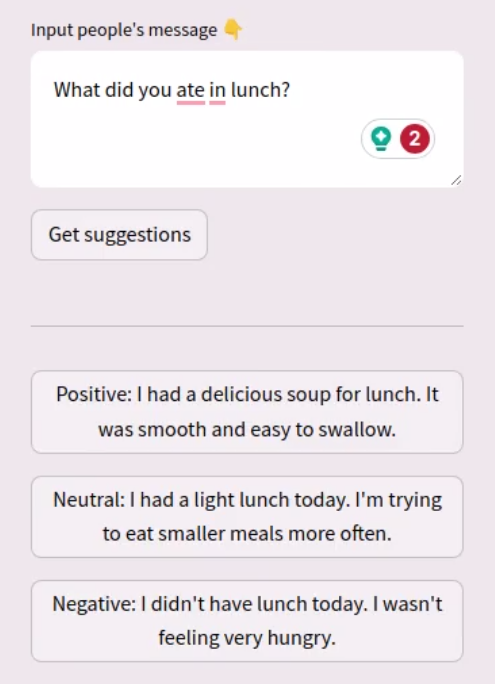 Input people's message 👇
What did you ate in lunch?
2
Get suggestions
Positive: I had a delicious soup for lunch. It
was smooth and easy to swallow.
Neutral: I had a light lunch today. I'm trying
to eat smaller meals more often.
Negative: I didn't have lunch today. I wasn't
feeling very hungry.